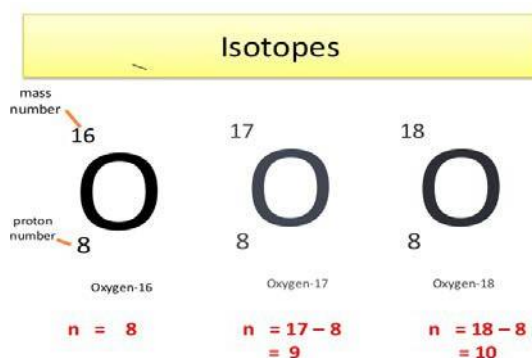 Isotopes
mass
number
16
O
proton
number
8
Oxygen-16
n = 8
17
O
8
Oxygen-17
n = 17 – 8
= 9
18
O
8
Oxygen-18
n = 18 – 8
= 10